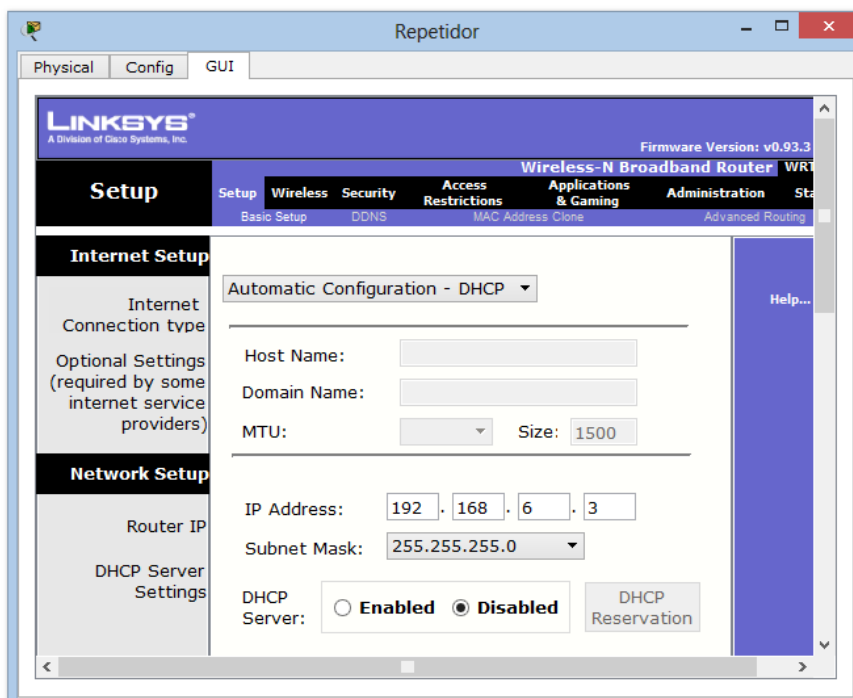 Repetidor
Physical Config GUI
LINKSYS®
A Division of Cisco Systems, Inc.
Firmware Version: v0.93.3
Wireless-N Broadband Router WRT
Setup
Setup Wireless Security Access Restrictions Applications & Gaming Administration Sta
Basic Setup DDNS MAC Address Clone Advanced Routing
Internet Setup
Internet
Connection type
Automatic Configuration - DHCP
Help...
Optional Settings
(required by some
internet service
providers)
Host Name:
Domain Name:
MTU: Size: 1500
Network Setup
Router IP
IP Address: 192 . 168 . 6 . 3
Subnet Mask: 255.255.255.0
DHCP Server
Settings
DHCP
Server:
Enabled Disabled
DHCP
Reservation